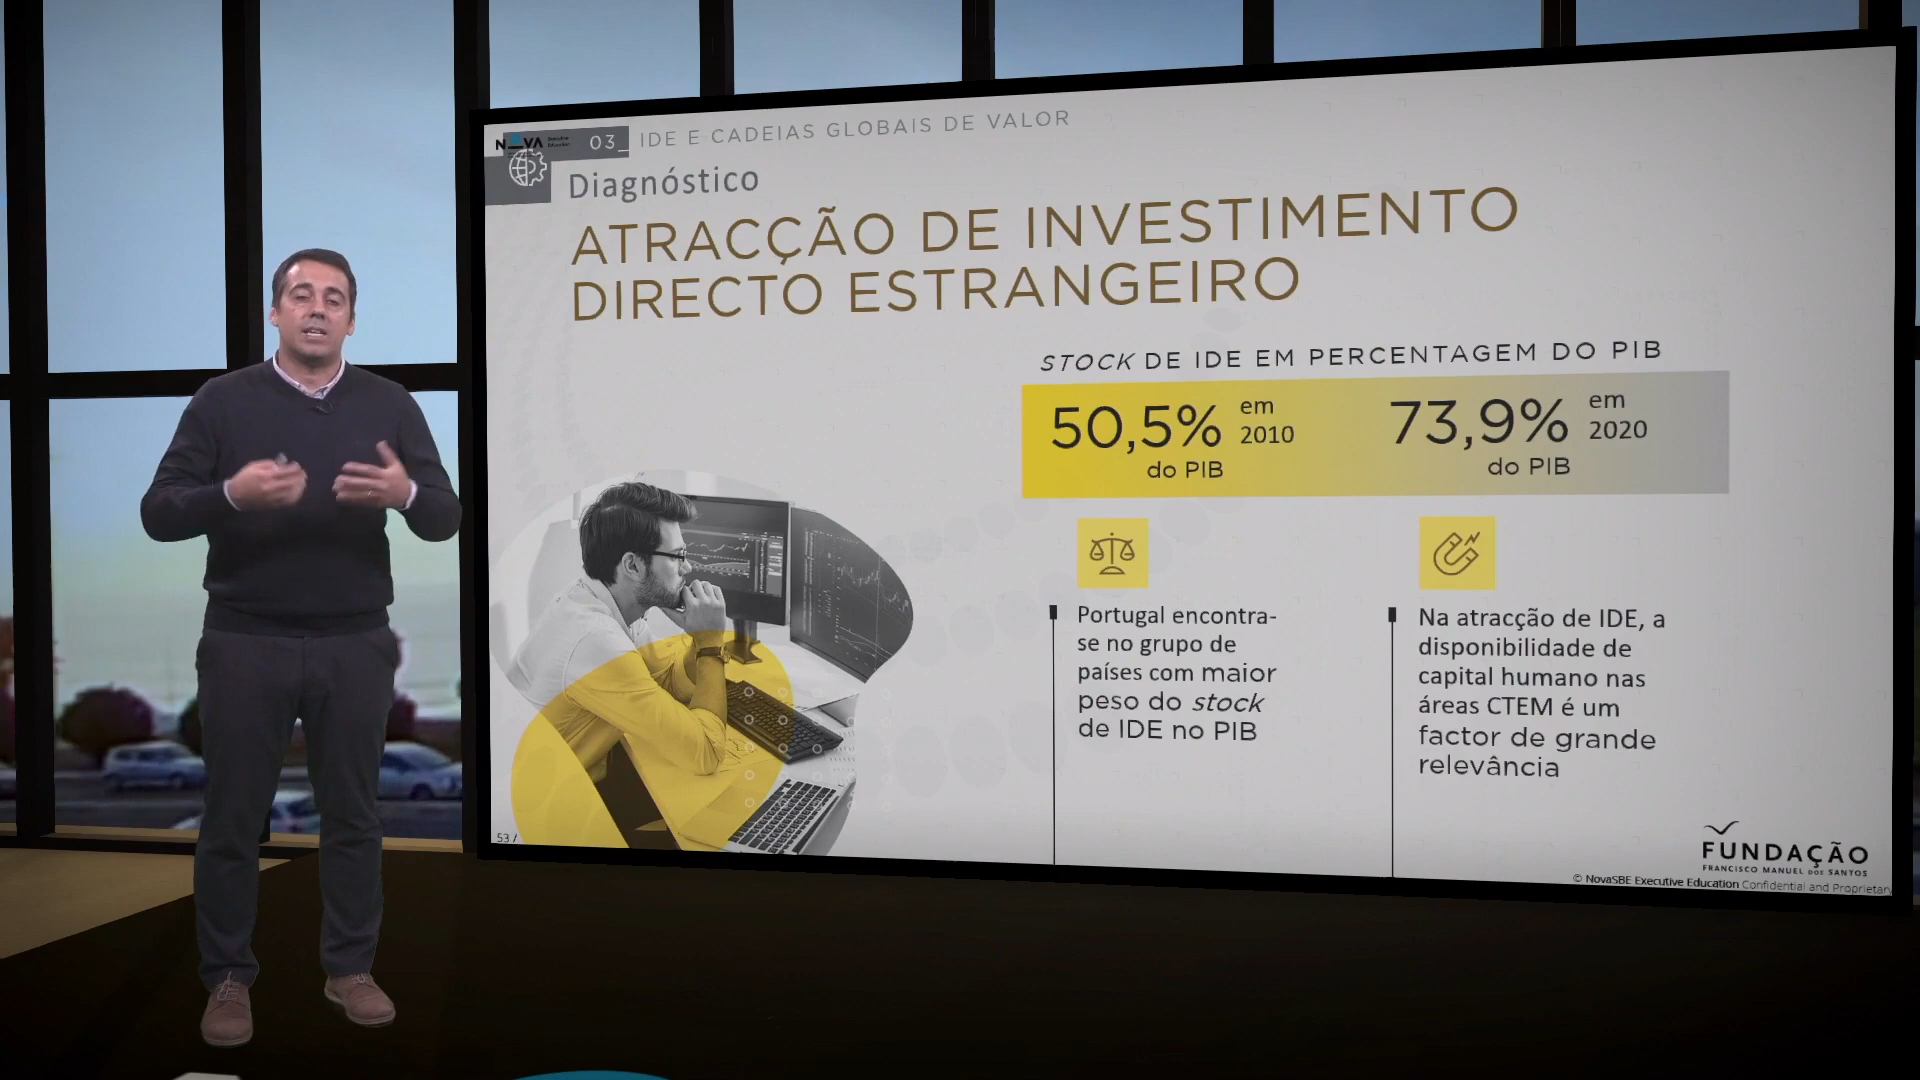 NOVA
03_
IDE E CADEIAS GLOBAIS DE VALOR
Diagnóstico
ATRACÇÃO DE INVESTIMENTO
DIRECTO ESTRANGEIRO
STOCK DE IDE EM PERCENTAGEM DO PIB
50,5% em 2010
do PIB
73,9% em 2020
do PIB
Portugal encontra-
se no grupo de
países com maior
peso do stock
de IDE no PIB
Na atracção de IDE, a
disponibilidade de
capital humano nas
áreas CTEM é um
factor de grande
relevância
53 /
FUNDAÇÃO
FRANCISCO MANUEL DOS SANTOS
© NovaSBE Executive Education Confidential and Proprietary